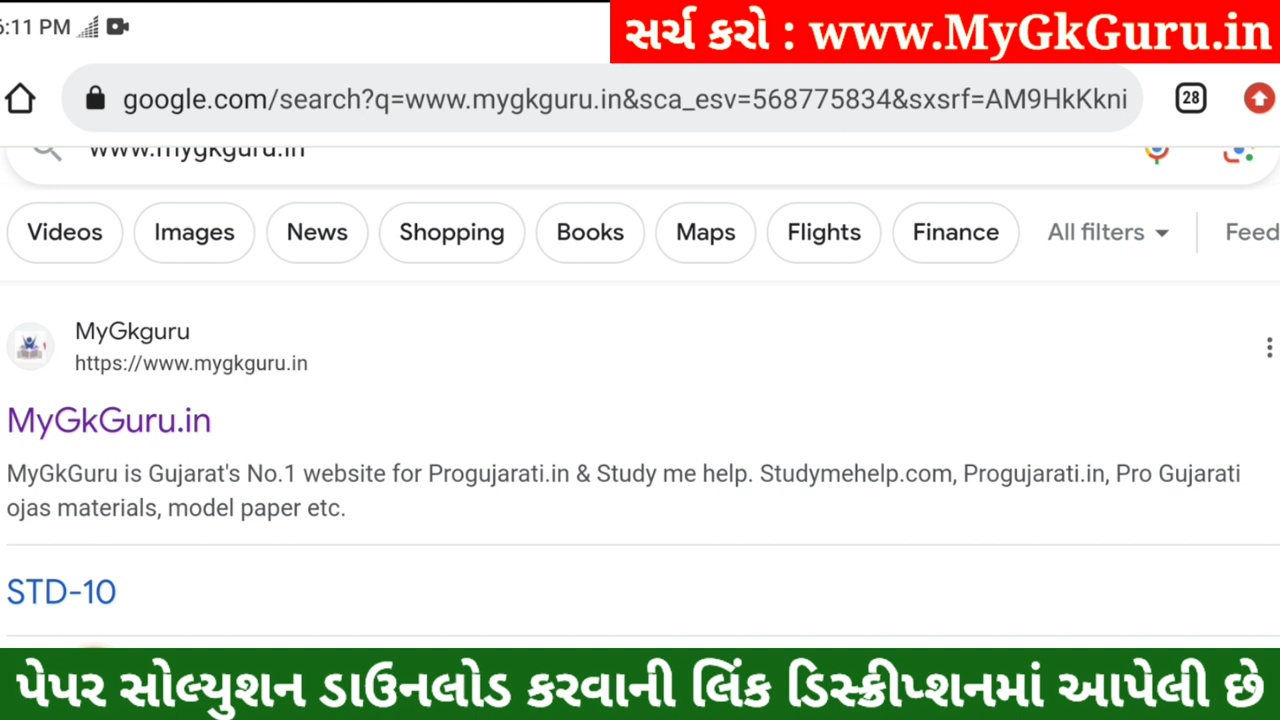 6:11 PM
સર્ચ કરો : www.MyGkGuru.in
google.com/search?q=www.mygkguru.in&sca_esv=568775834&sxsrf=AM9HkKkni
28
www.mygkguru.in
Videos Images News Shopping Books Maps Flights Finance All filters Feed
MyGkguru
https://www.mygkguru.in
MyGkGuru.in
MyGkGuru is Gujarat's No.1 website for Progujarati.in & Study me help. Studymehelp.com, Progujarati.in, Pro Gujarati
ojas materials, model paper etc.
STD-10
પેપર સોલ્યુશન ડાઉનલોડ કરવાની લિંક ડિસ્ક્રીપ્શનમાં આપેલી છે